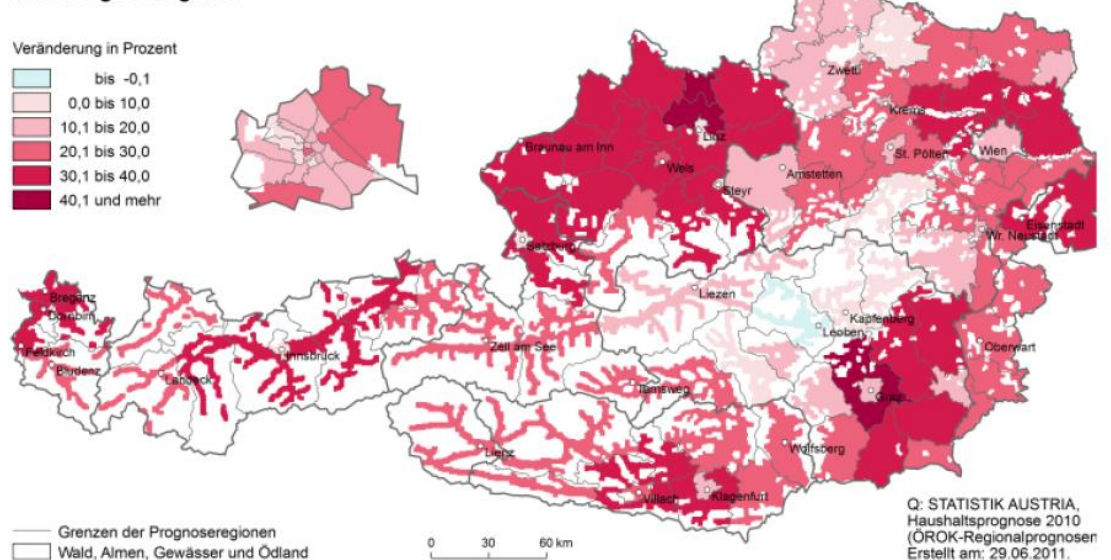 Veränderung in Prozent
bis -0,1
0,0 bis 10,0
10,1 bis 20,0
20,1 bis 30,0
30,1 bis 40,0
40,1 und mehr
Zwettl
Krems
Linz
Braunau am Inn
Wels
St. Pölten
Wien
Amstetten
Steyr
Eisenstadt
Wr. Neustadt
Salzburg
Liezen
Bregenz
Dornbirn
Kapfenberg
Leoben
Feldkirch
Innsbruck
Zell am See
Oberwart
Bludenz
Landeck
Tamsweg
Graz
Lienz
Wolfsberg
Villach
Klagenfurt
Q: STATISTIK AUSTRIA,
Haushaltsprognose 2010
(ÖROK-Regionalprognosen
Erstellt am: 29.06.2011.
Grenzen der Prognoseregionen
Wald, Almen, Gewässer und Ödland
0 30 60 km